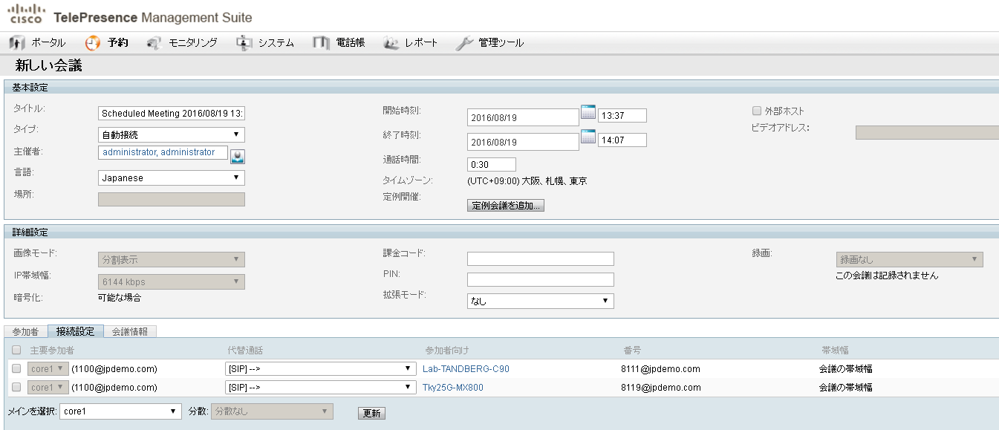 CISCO TelePresence Management Suite
ポータル 予約 モニタリング システム 電話帳 レポート 管理ツール
新しい会議
基本設定
タイトル: Scheduled Meeting 2016/08/19 13: 開始時刻: 2016/08/19 13:37 外部ホスト
タイプ: 自動接続 終了時刻: 2016/08/19 14:07 ビデオアドレス:
主催者: administrator, administrator 通話時間: 0:30
言語: Japanese タイムゾーン: (UTC+09:00) 大阪、札幌、東京
場所: 定例開催: 定例会議を追加...
詳細設定
画像モード: 分割表示 課金コード: 録画: 録画なし
IP帯域幅: 6144 kbps PIN: この会議は記録されません
暗号化: 可能な場合 拡張モード: なし
参加者 接続設定 会議情報
主要参加者 代替通話 参加者向け 番号 帯域幅
core1 (1100@jpdemo.com) [SIP] --> Lab-TANDBERG-C90 8111@jpdemo.com 会議の帯域幅
core1 (1100@jpdemo.com) [SIP] --> Tky25G-MX800 8119@jpdemo.com 会議の帯域幅
メインを選択: core1 分散: 分散なし 更新